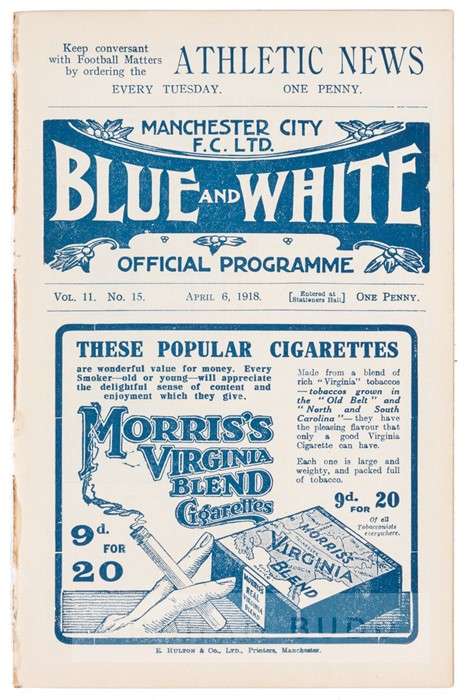 Keep conversant
with Football Matters
by ordering the
ATHLETIC NEWS
EVERY TUESDAY. ONE PENNY.
MANCHESTER CITY
F.C. LTD.
BLUE AND WHITE
OFFICIAL PROGRAMME
VOL. 11. No. 15. APRIL 6, 1918. [Entered at Stationers Hall] ONE PENNY.
THESE POPULAR CIGARETTES
are wonderful value for money. Every
Smoker—old or young—will appreciate
the delightful sense of content and
enjoyment which they give.
Made from a blend of
rich "Virginia" tobaccos
—tobaccos grown in
the "Old Belt" and
"North and South
Carolina"—they have
the pleasing flavour that
only a good Virginia
Cigarette can have.
Each one is large and
weighty, and packed full
of tobacco.
MORRIS'S
VIRGINIA
BLEND
Cigarettes
9d. FOR 20
Of all
Tobacconists
everywhere.
9d.
FOR
20
MORRIS'S
VIRGINIA
BLEND
MORRIS'S
REAL
VIRGINIA
E. HULTON & Co., LTD., Printers, Manchester.